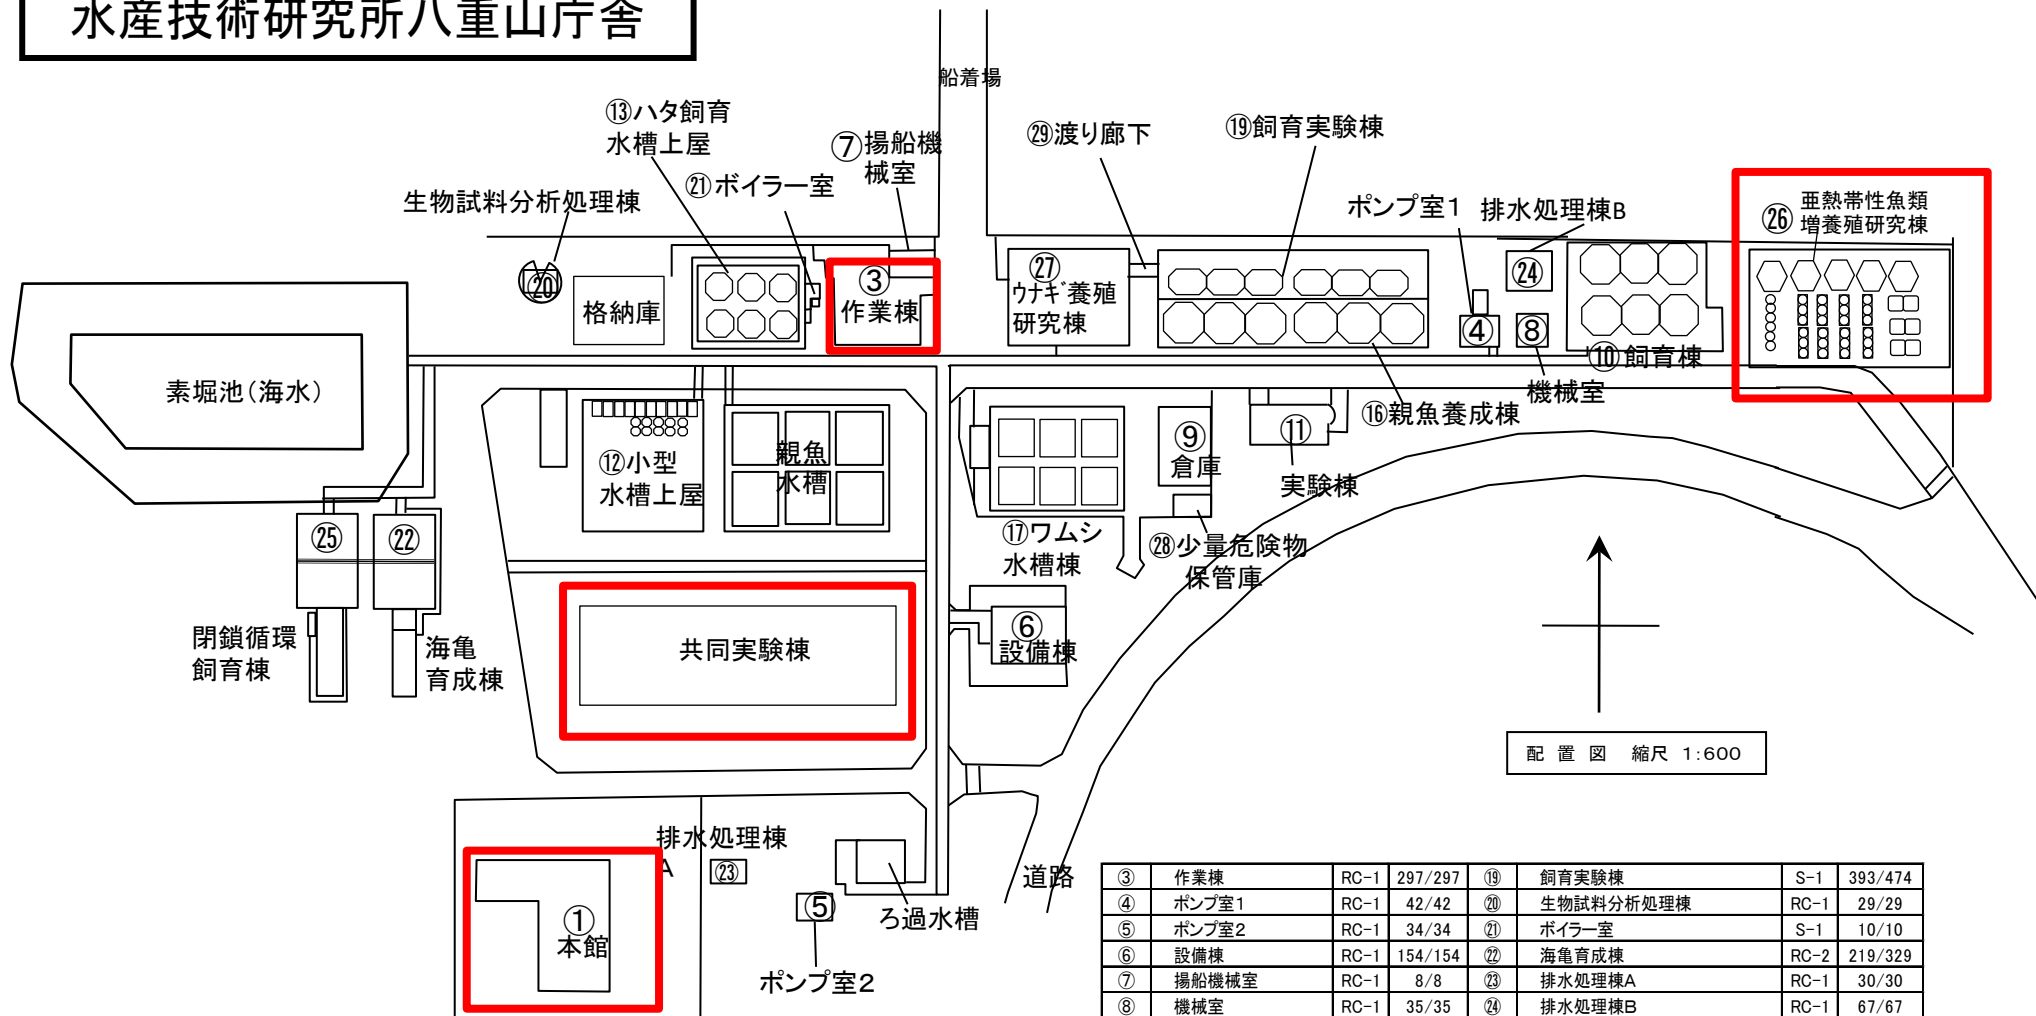 水産技術研究所八重山庁舎
船着場
⑬ハタ飼育
水槽上屋
⑦揚船機
械室
㉑ボイラー室
生物試料分析処理棟
㉙渡り廊下
⑲飼育実験棟
ポンプ室1
排水処理棟B
㉖亜熱帯性魚類
増養殖研究棟
⑳
格納庫
③
作業棟
㉗
ウナギ養殖
研究棟
④
㉔
⑧
⑩飼育棟
機械室
⑯親魚養成棟
素堀池(海水)
⑫小型
水槽上屋
親魚
水槽
⑨
倉庫
⑪
実験棟
⑰ワムシ
水槽棟
㉘少量危険物
保管庫
㉕
㉒
閉鎖循環
飼育棟
海亀
育成棟
共同実験棟
⑥
設備棟
配置図 縮尺 1:600
排水処理棟
A
㉓
⑤
ろ過水槽
道路
ポンプ室2
①
本館
③ 作業棟 RC-1 297/297 ⑲ 飼育実験棟 S-1 393/474
④ ポンプ室1 RC-1 42/42 ⑳ 生物試料分析処理棟 RC-1 29/29
⑤ ポンプ室2 RC-1 34/34 ㉑ ボイラー室 S-1 10/10
⑥ 設備棟 RC-1 154/154 ㉒ 海亀育成棟 RC-2 219/329
⑦ 揚船機械室 RC-1 8/8 ㉓ 排水処理棟A RC-1 30/30
⑧ 機械室 RC-1 35/35 ㉔ 排水処理棟B RC-1 67/67